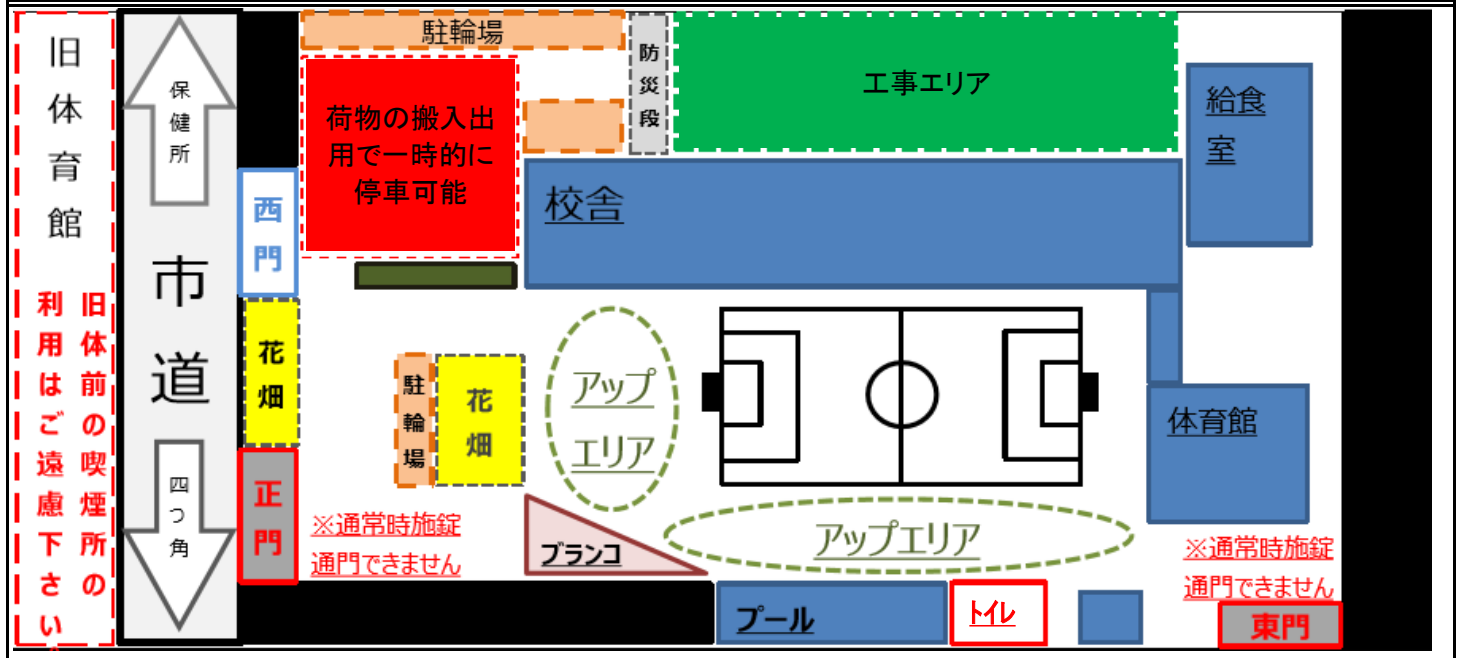 旧体育館
旧体前の喫煙所の
利用はご遠慮下さい。
保健所
市道
四つ角
西門
花畑
正門
駐輪場
荷物の搬入出
用で一時的に
停車可能
防災段
工事エリア
給食
室
校舎
駐輪場
花畑
アップ
エリア
体育館
※通常時施錠
通門できません
ブランコ
アップエリア
※通常時施錠
通門できません
プール
トイレ
東門